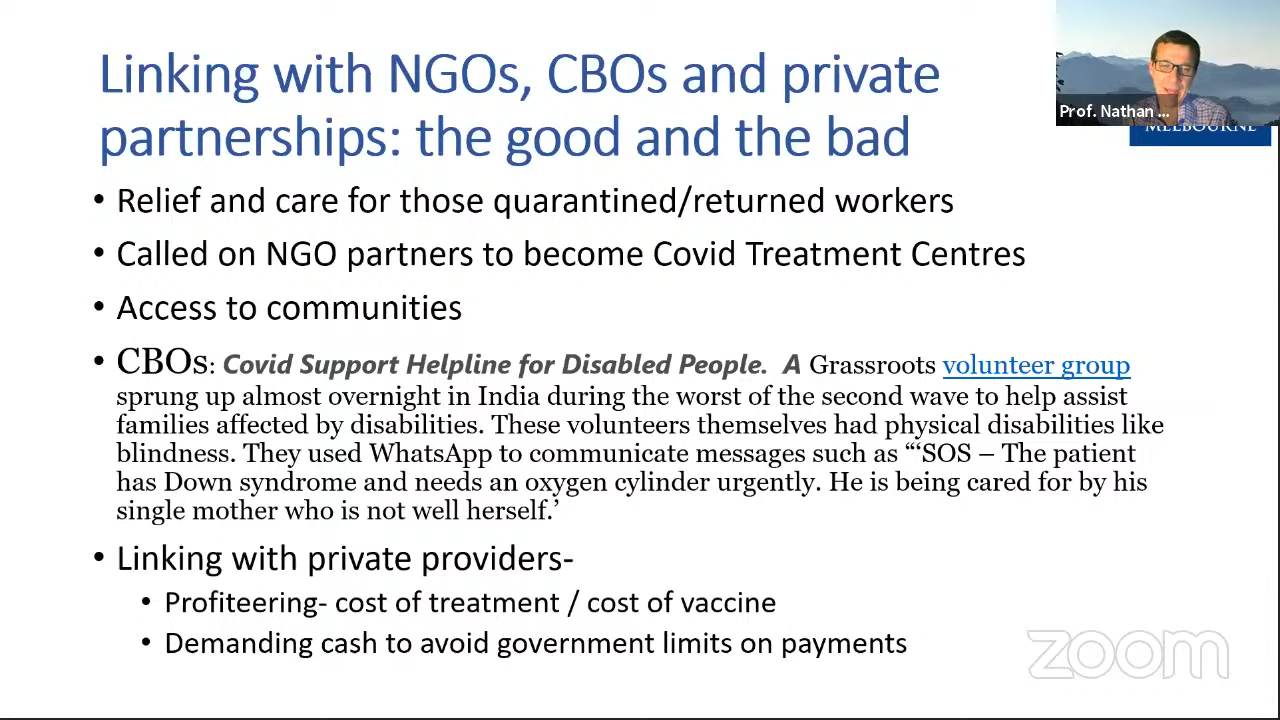 Linking with NGOs, CBOs and private
partnerships: the good and the bad
Prof. Nathan ...
MELBOURNE
• Relief and care for those quarantined/returned workers
• Called on NGO partners to become Covid Treatment Centres
• Access to communities
• CBOs: Covid Support Helpline for Disabled People. A Grassroots volunteer group
sprung up almost overnight in India during the worst of the second wave to help assist
families affected by disabilities. These volunteers themselves had physical disabilities like
blindness. They used WhatsApp to communicate messages such as “‘SOS – The patient
has Down syndrome and needs an oxygen cylinder urgently. He is being cared for by his
single mother who is not well herself.’
• Linking with private providers-
• Profiteering- cost of treatment / cost of vaccine
• Demanding cash to avoid government limits on payments
zoom